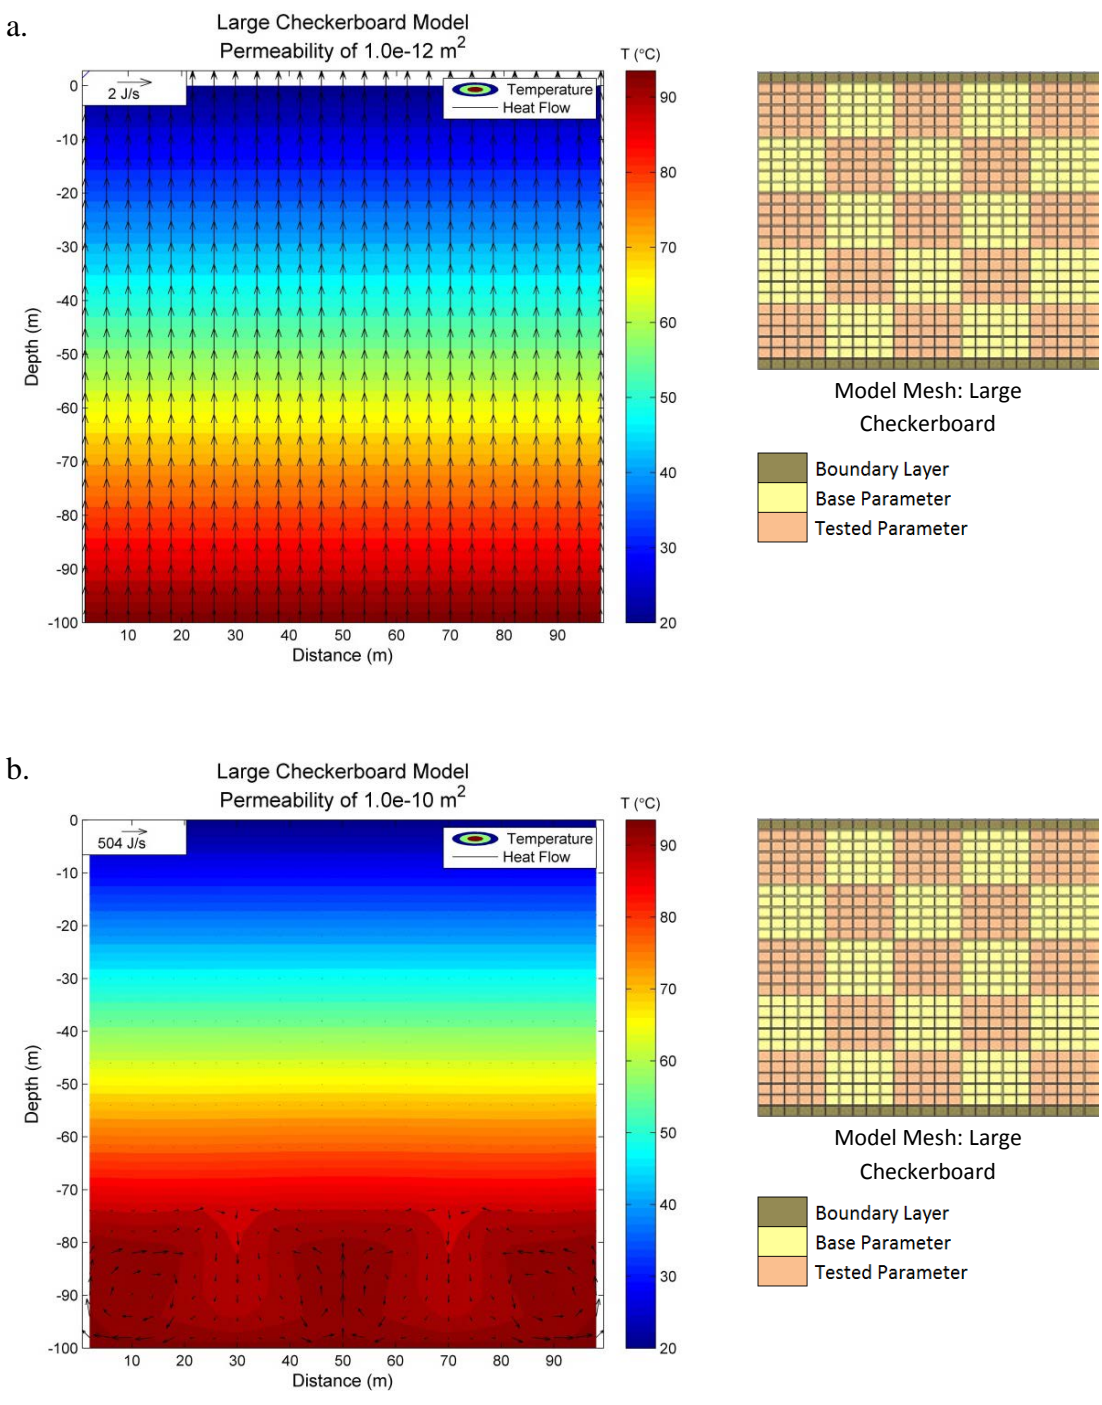 a.
Large Checkerboard Model
Permeability of 1.0e-12 m2
T (°C)
2 J/s
Temperature
Heat Flow
0
-10
-20
-30
-40
-50
-60
-70
-80
-90
-100
Depth (m)
10 20 30 40 50 60 70 80 90
Distance (m)
90
80
70
60
50
40
30
20
Model Mesh: Large
Checkerboard
Boundary Layer
Base Parameter
Tested Parameter
b.
Large Checkerboard Model
Permeability of 1.0e-10 m2
T (°C)
504 J/s
Temperature
Heat Flow
0
-10
-20
-30
-40
-50
-60
-70
-80
-90
-100
Depth (m)
10 20 30 40 50 60 70 80 90
Distance (m)
90
80
70
60
50
40
30
20
Model Mesh: Large
Checkerboard
Boundary Layer
Base Parameter
Tested Parameter